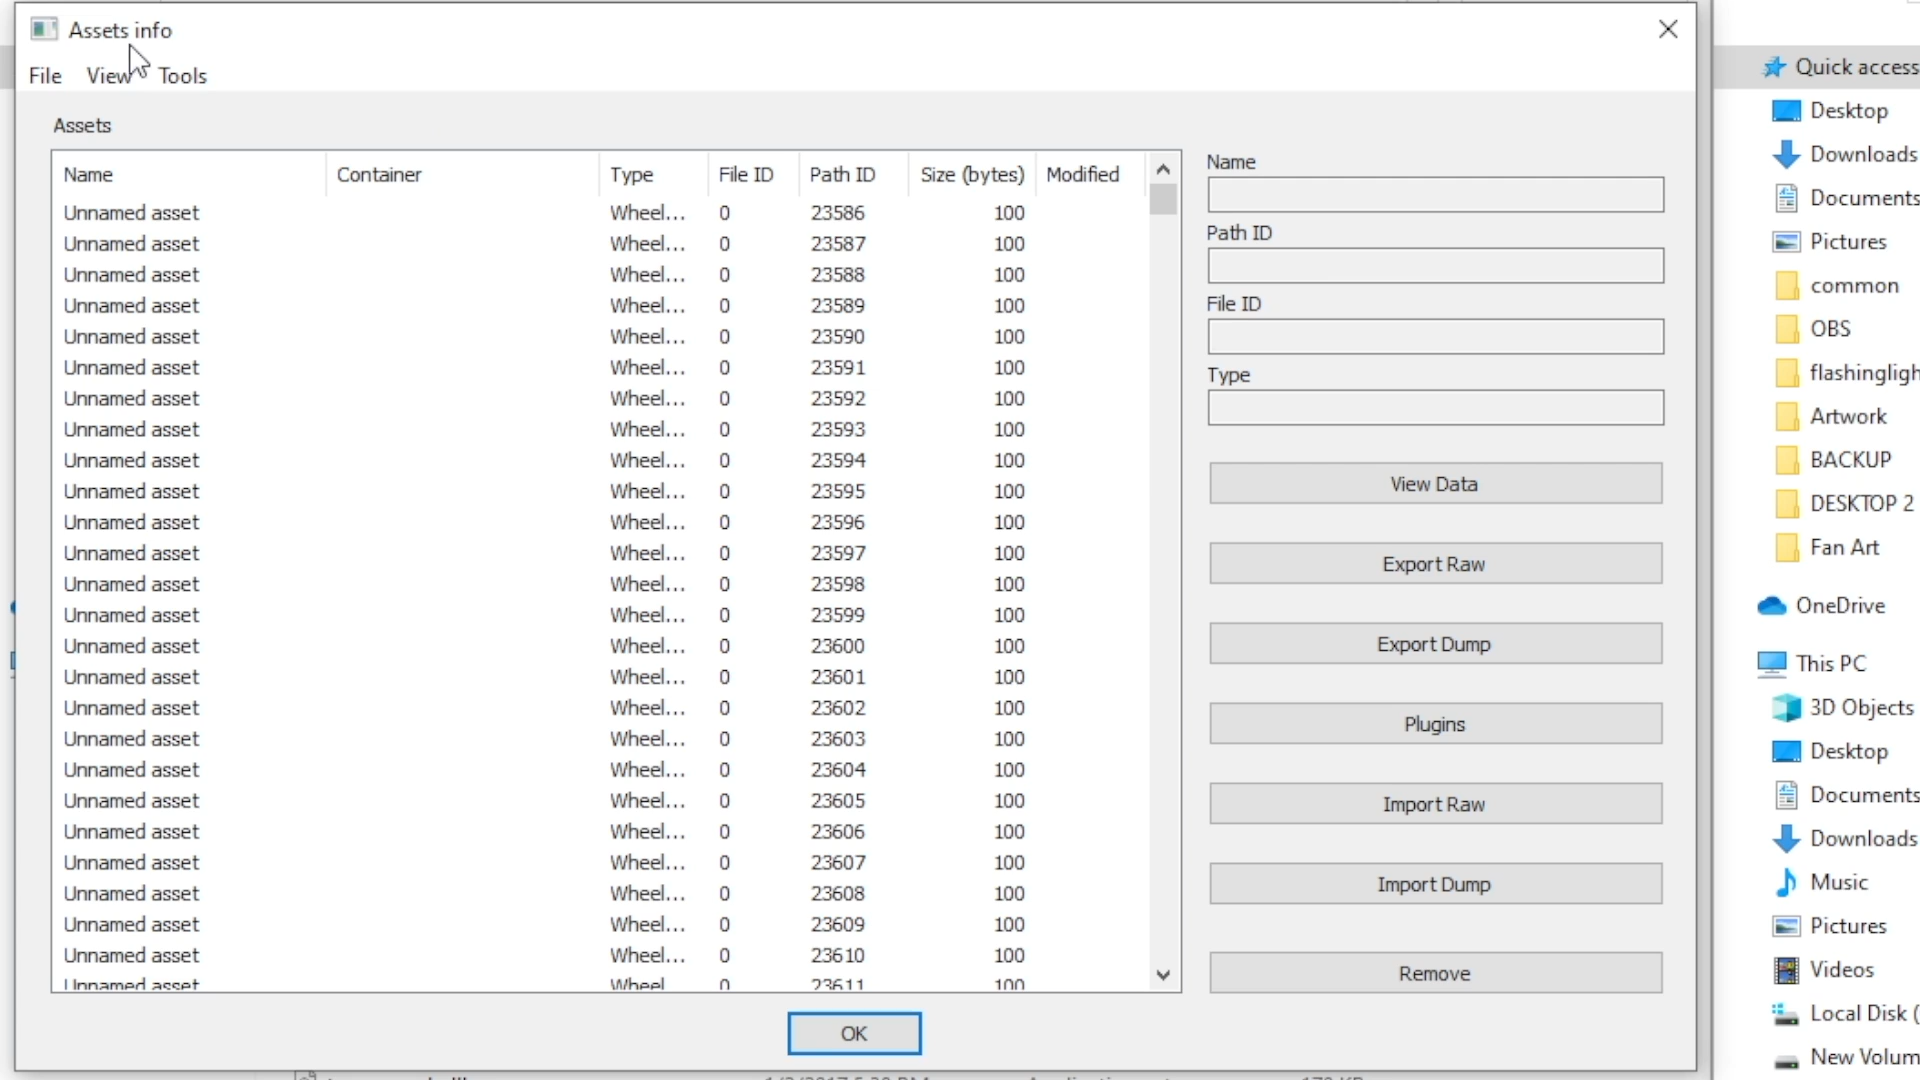 Assets info
File View Tools
Assets
Name Container Type File ID Path ID Size (bytes) Modified
Unnamed asset Wheel... 0 23586 100
Unnamed asset Wheel... 0 23587 100
Unnamed asset Wheel... 0 23588 100
Unnamed asset Wheel... 0 23589 100
Unnamed asset Wheel... 0 23590 100
Unnamed asset Wheel... 0 23591 100
Unnamed asset Wheel... 0 23592 100
Unnamed asset Wheel... 0 23593 100
Unnamed asset Wheel... 0 23594 100
Unnamed asset Wheel... 0 23595 100
Unnamed asset Wheel... 0 23596 100
Unnamed asset Wheel... 0 23597 100
Unnamed asset Wheel... 0 23598 100
Unnamed asset Wheel... 0 23599 100
Unnamed asset Wheel... 0 23600 100
Unnamed asset Wheel... 0 23601 100
Unnamed asset Wheel... 0 23602 100
Unnamed asset Wheel... 0 23603 100
Unnamed asset Wheel... 0 23604 100
Unnamed asset Wheel... 0 23605 100
Unnamed asset Wheel... 0 23606 100
Unnamed asset Wheel... 0 23607 100
Unnamed asset Wheel... 0 23608 100
Unnamed asset Wheel... 0 23609 100
Unnamed asset Wheel... 0 23610 100
Unnamed asset Wheel 0 23611 100
Name
Path ID
File ID
Type
View Data
Export Raw
Export Dump
Plugins
Import Raw
Import Dump
Remove
OK
Quick access
Desktop
Downloads
Documents
Pictures
common
OBS
flashingligh
Artwork
BACKUP
DESKTOP 2
Fan Art
OneDrive
This PC
3D Objects
Desktop
Documents
Downloads
Music
Pictures
Videos
Local Disk (
New Volum